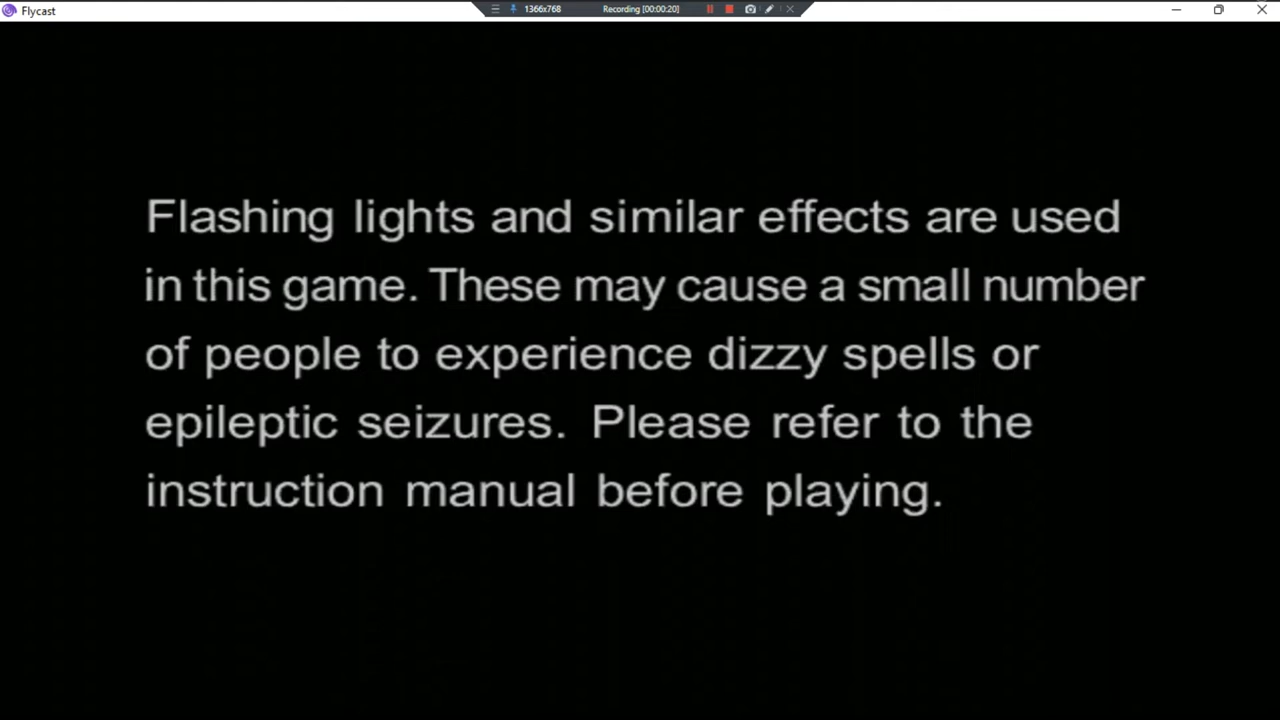 Flycast
1366x768
Recording [00:00:20]
Flashing lights and similar effects are used
in this game. These may cause a small number
of people to experience dizzy spells or
epileptic seizures. Please refer to the
instruction manual before playing.